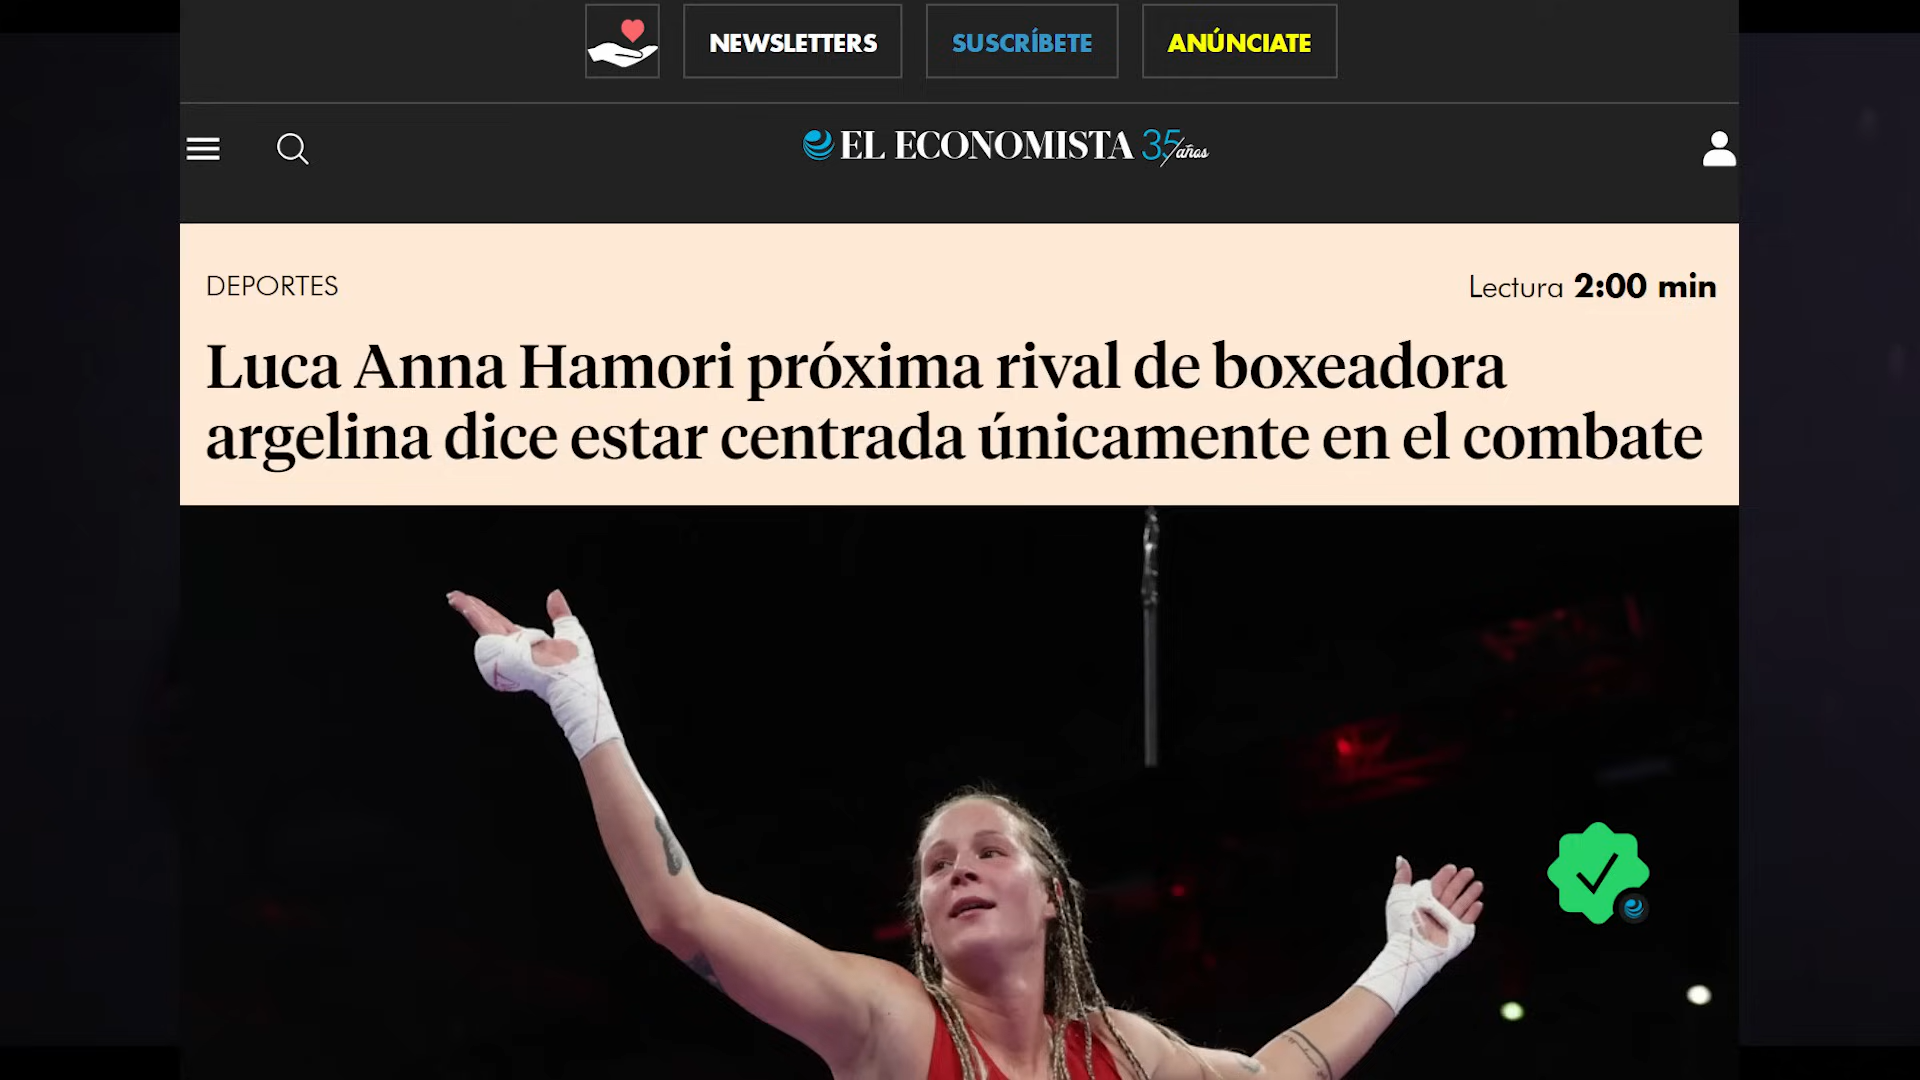 NEWSLETTERS
SUSCRÍBETE
ANÚNCIATE
EL ECONOMISTA 35 años
DEPORTES
Lectura 2:00 min
Luca Anna Hamori próxima rival de boxeadora
argelina dice estar centrada únicamente en el combate